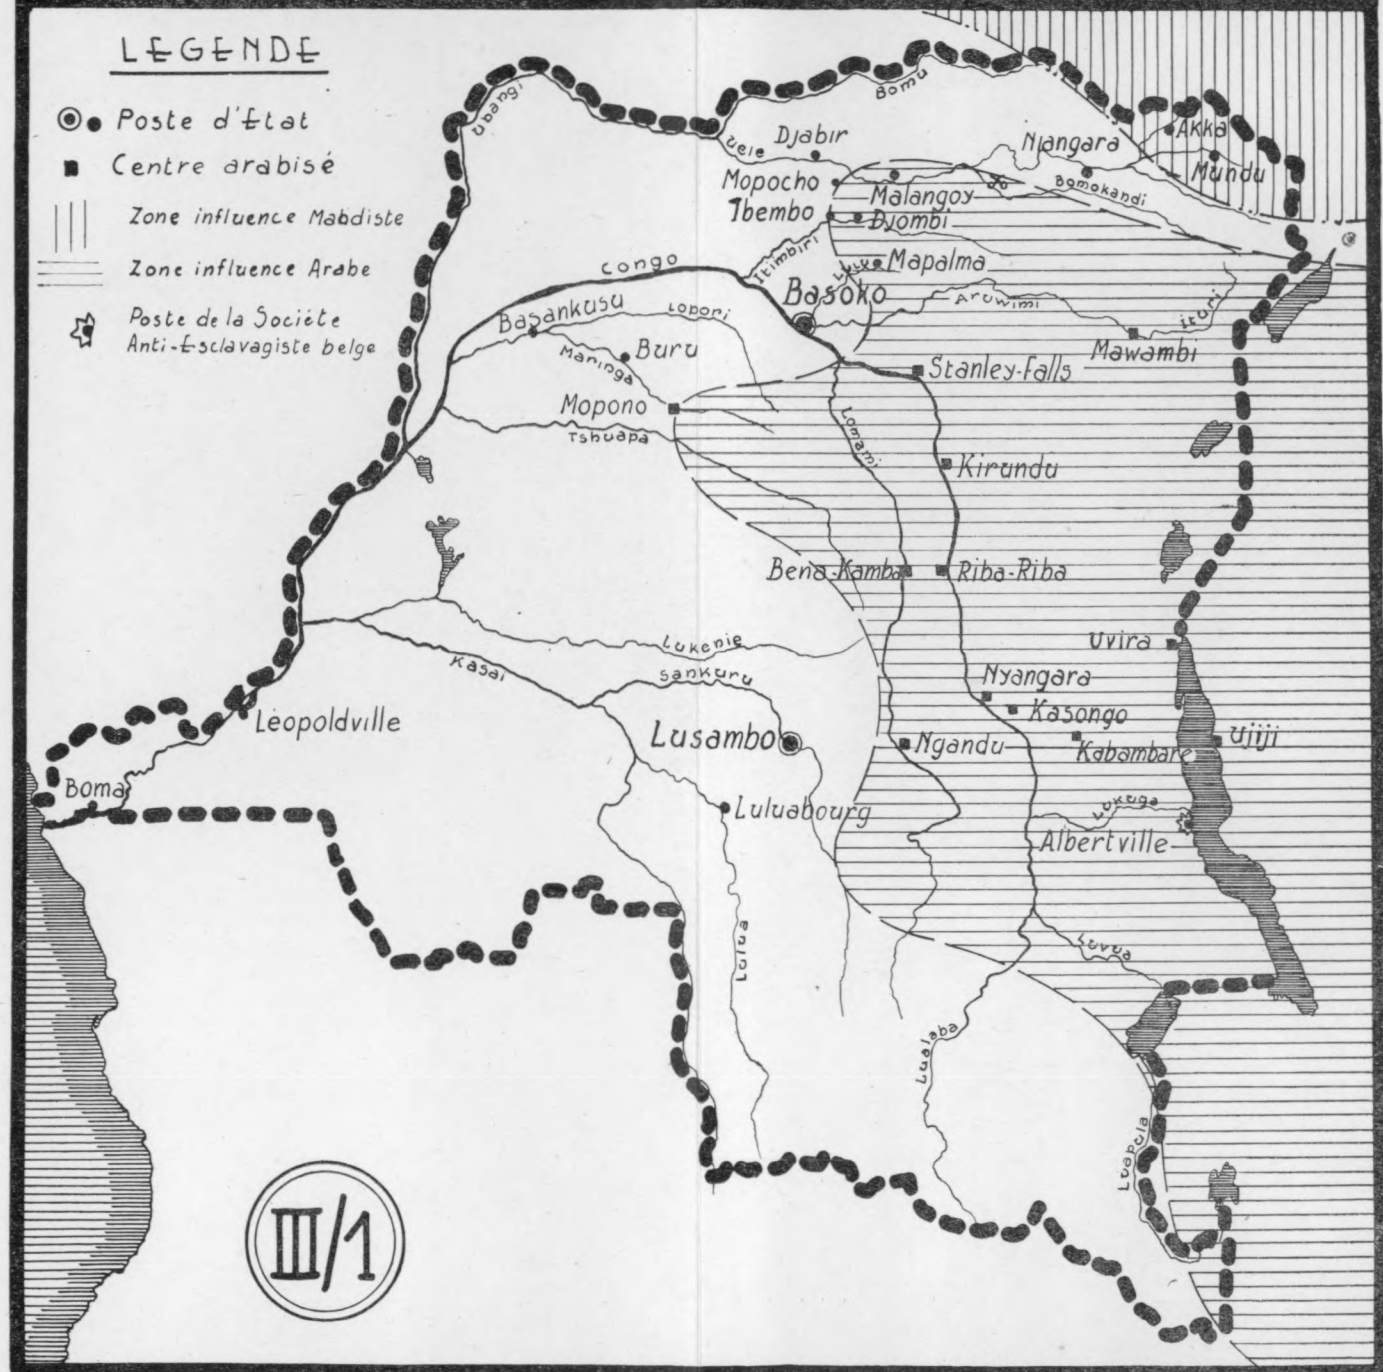 LEGENDE
Poste d'Etat
Centre arabisé
Zone influence Mahdiste
Zone influence Arabe
Poste de la Sociéte
Anti-Esclavagiste belge
Ubangi
Bomu
Uele
Djabir
Niangara
Akka
Mundu
Mopocho
Malangoy
Bomokandi
Ibembo
Djombi
Itimbiri
Lulu
Mapalma
Congo
Basoko
Aruwimi
Ituri
Basankusu
Lopori
Mawambi
Maringa
Buru
Stanley-Falls
Mopono
Tshuapa
Lomami
Kirundu
Bena-Kamba
Riba-Riba
Lukenie
Uvira
Kasai
Sankuru
Nyangara
Kasongo
Léopoldville
Lusambo
Ngandu
Kabambare
Ujiji
Boma
Luluabourg
Lukuga
Albertville
Lulua
Luvua
Lualaba
Luapula
III/1